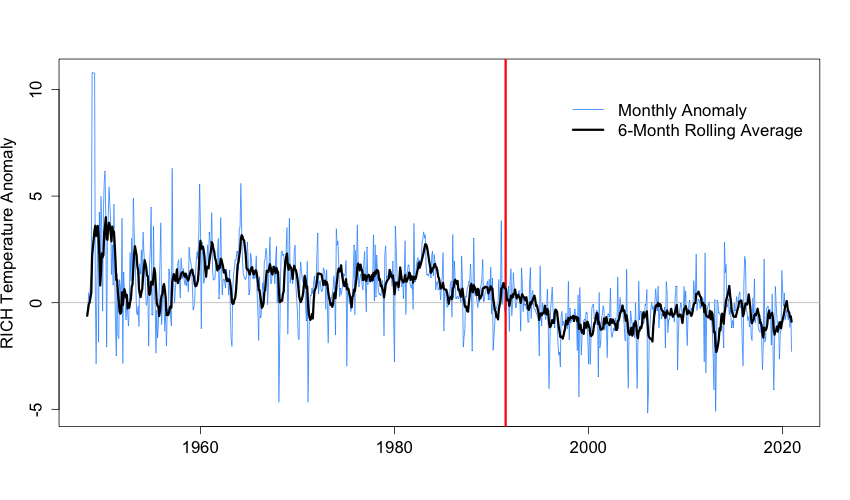 RICH Temperature Anomaly
10
5
0
-5
Monthly Anomaly
6-Month Rolling Average
1960 1980 2000 2020